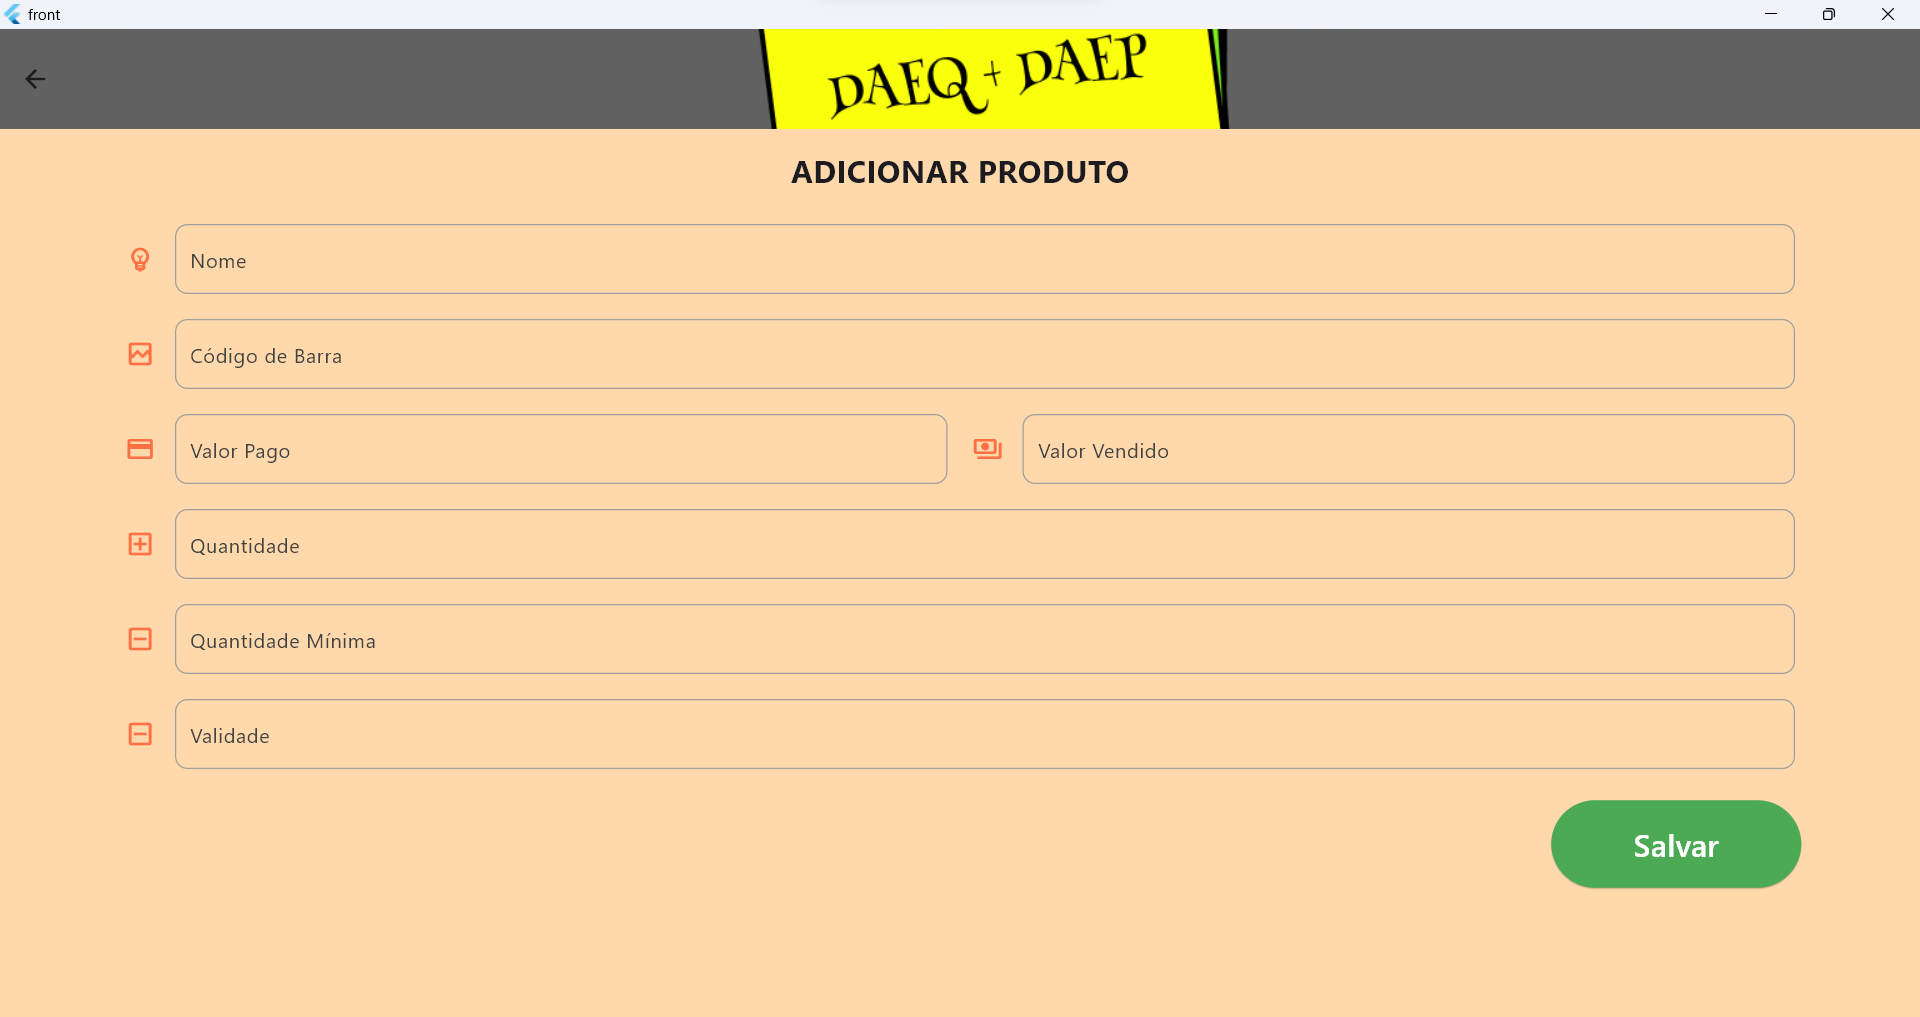 front
DAEQ + DAEP
ADICIONAR PRODUTO
Nome
Código de Barra
Valor Pago
Valor Vendido
Quantidade
Quantidade Mínima
Validade
Salvar